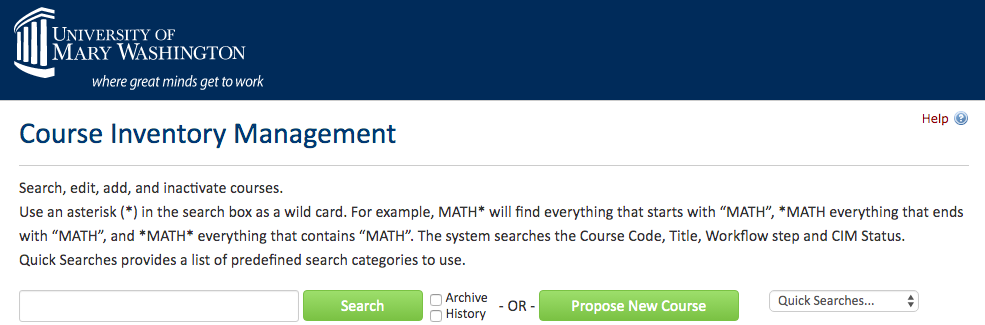 UNIVERSITY OF
MARY WASHINGTON
where great minds get to work
Help
Course Inventory Management
Search, edit, add, and inactivate courses.
Use an asterisk (*) in the search box as a wild card. For example, MATH* will find everything that starts with “MATH”, *MATH everything that ends
with “MATH”, and *MATH* everything that contains “MATH”. The system searches the Course Code, Title, Workflow step and CIM Status.
Quick Searches provides a list of predefined search categories to use.
Search
Archive
History
- OR -
Propose New Course
Quick Searches...